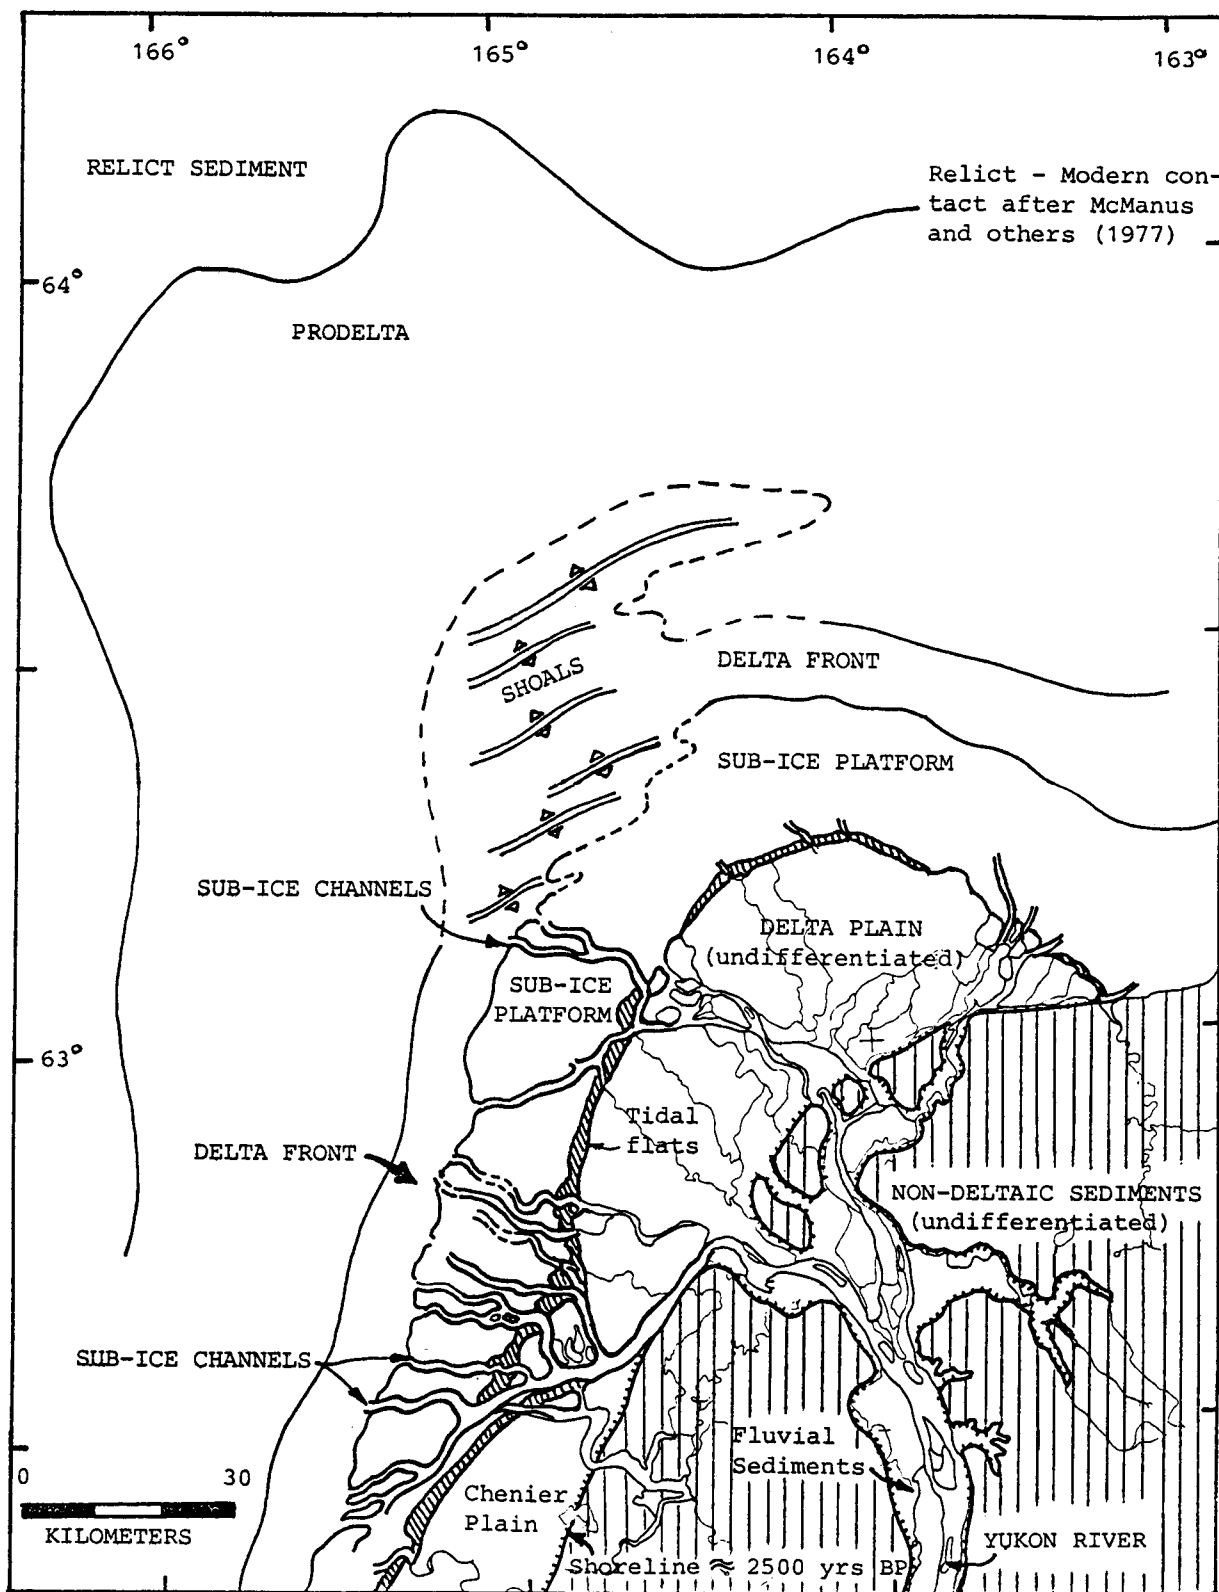 166°
165°
164°
163°
RELICT SEDIMENT
Relict - Modern con-
tact after McManus
and others (1977)
64°
PRODELTA
DELTA FRONT
SHOALS
SUB-ICE PLATFORM
SUB-ICE CHANNELS
DELTA PLAIN
(undifferentiated)
SUB-ICE
PLATFORM
63°
Tidal
flats
DELTA FRONT
NON-DELTAIC SEDIMENTS
(undifferentiated)
SUB-ICE CHANNELS
Fluvial
Sediments
0 30
KILOMETERS
Chenier
Plain
YUKON RIVER
Shoreline ≈ 2500 yrs BP